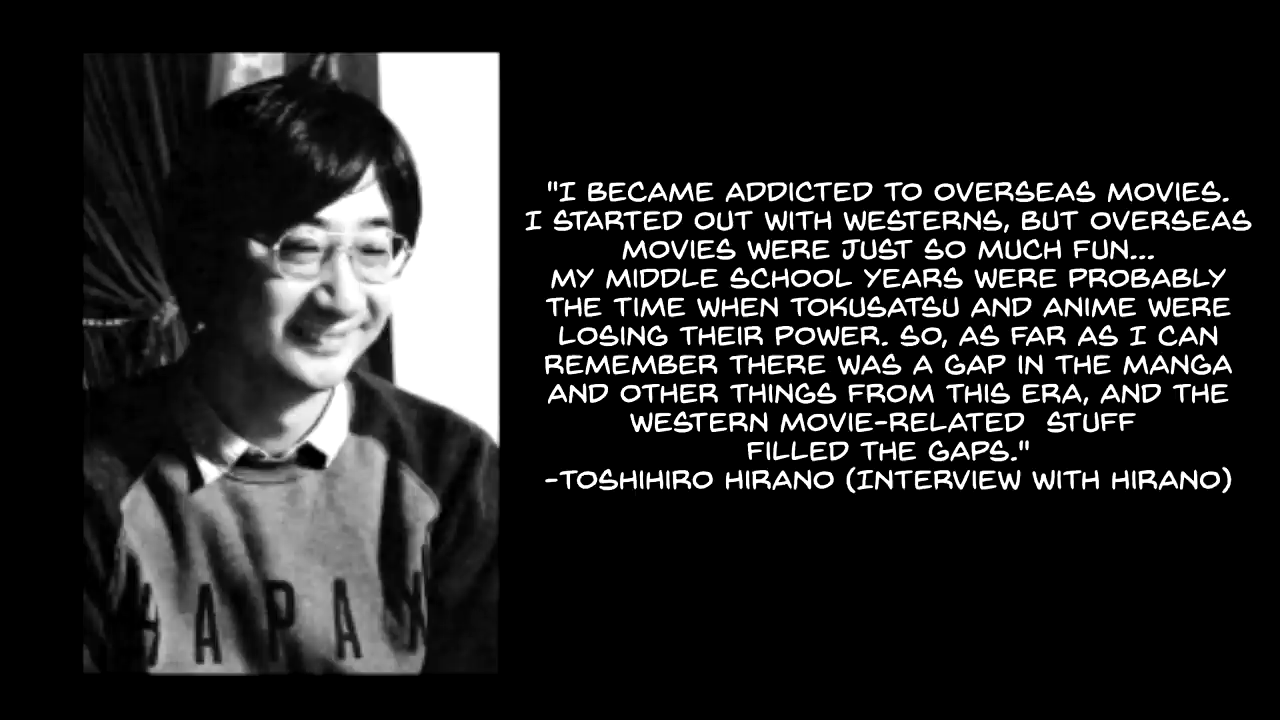 "I BECAME ADDICTED TO OVERSEAS MOVIES.
I STARTED OUT WITH WESTERNS, BUT OVERSEAS
MOVIES WERE JUST SO MUCH FUN...
MY MIDDLE SCHOOL YEARS WERE PROBABLY
THE TIME WHEN TOKUSATSU AND ANIME WERE
LOSING THEIR POWER. SO, AS FAR AS I CAN
REMEMBER THERE WAS A GAP IN THE MANGA
AND OTHER THINGS FROM THIS ERA, AND THE
WESTERN MOVIE-RELATED STUFF
FILLED THE GAPS."
-TOSHIHIRO HIRANO (INTERVIEW WITH HIRANO)
HAPAX